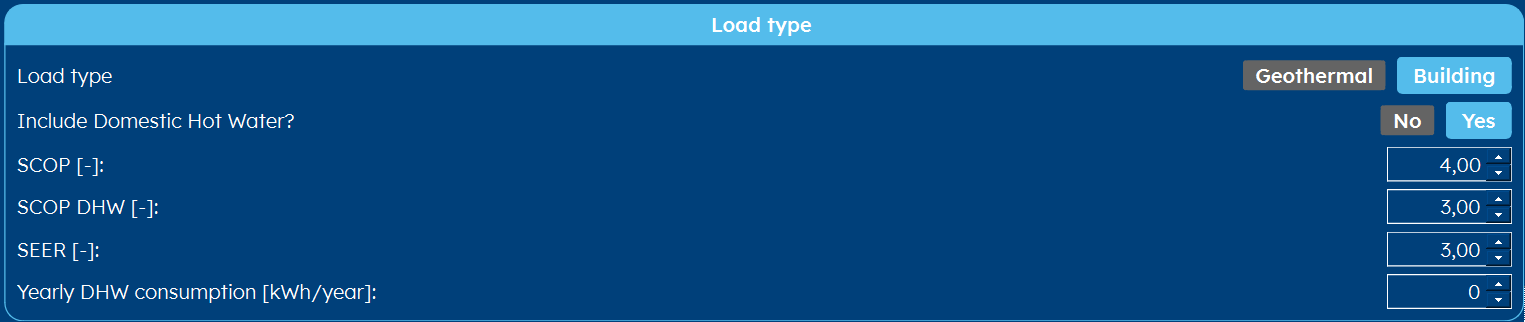 Load type
Load type Geothermal Building
Include Domestic Hot Water? No Yes
SCOP [-]: 4,00
SCOP DHW [-]: 3,00
SEER [-]: 3,00
Yearly DHW consumption [kWh/year]: 0